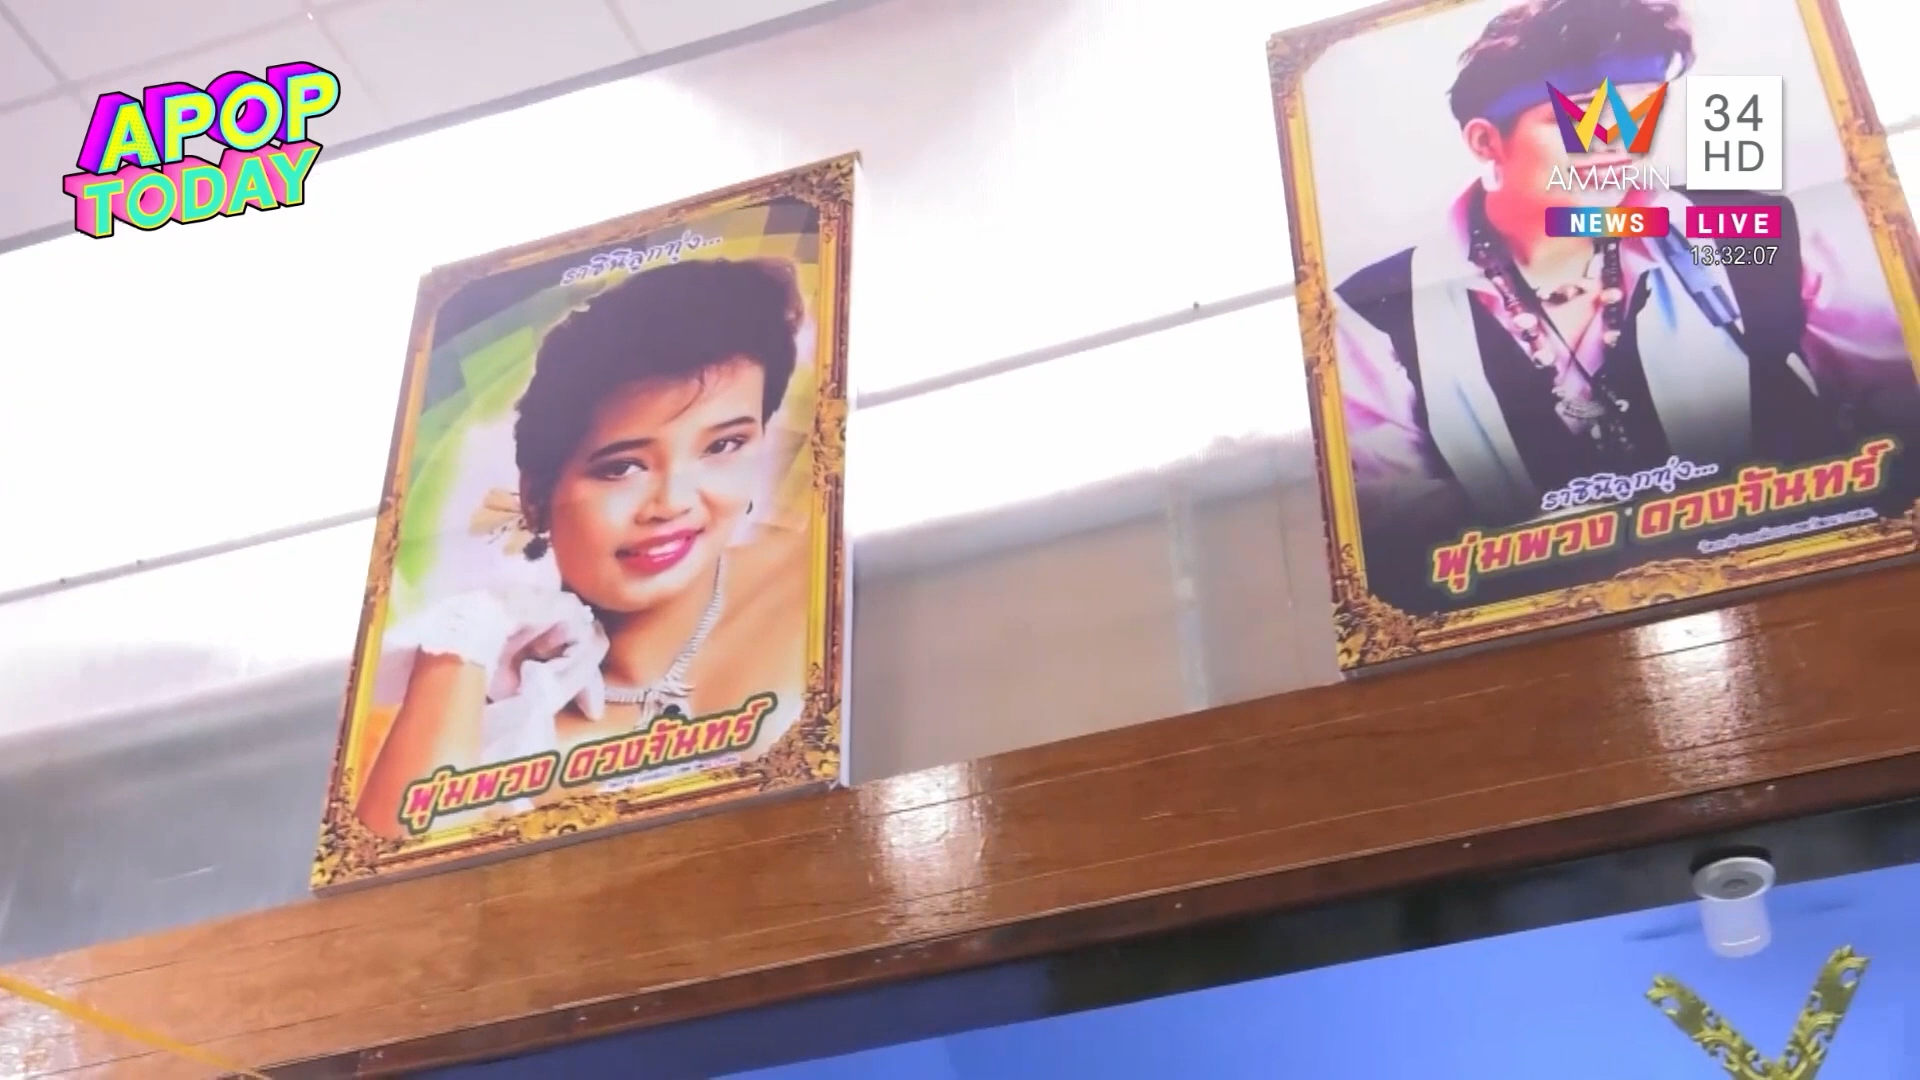 APOP
TODAY
AMARIN
34
HD
NEWS
LIVE
13:32:07
ราชินีลูกทุ่ง...
พุ่มพวง ดวงจันทร์
ราชินีลูกทุ่ง...
พุ่มพวง ดวงจันทร์